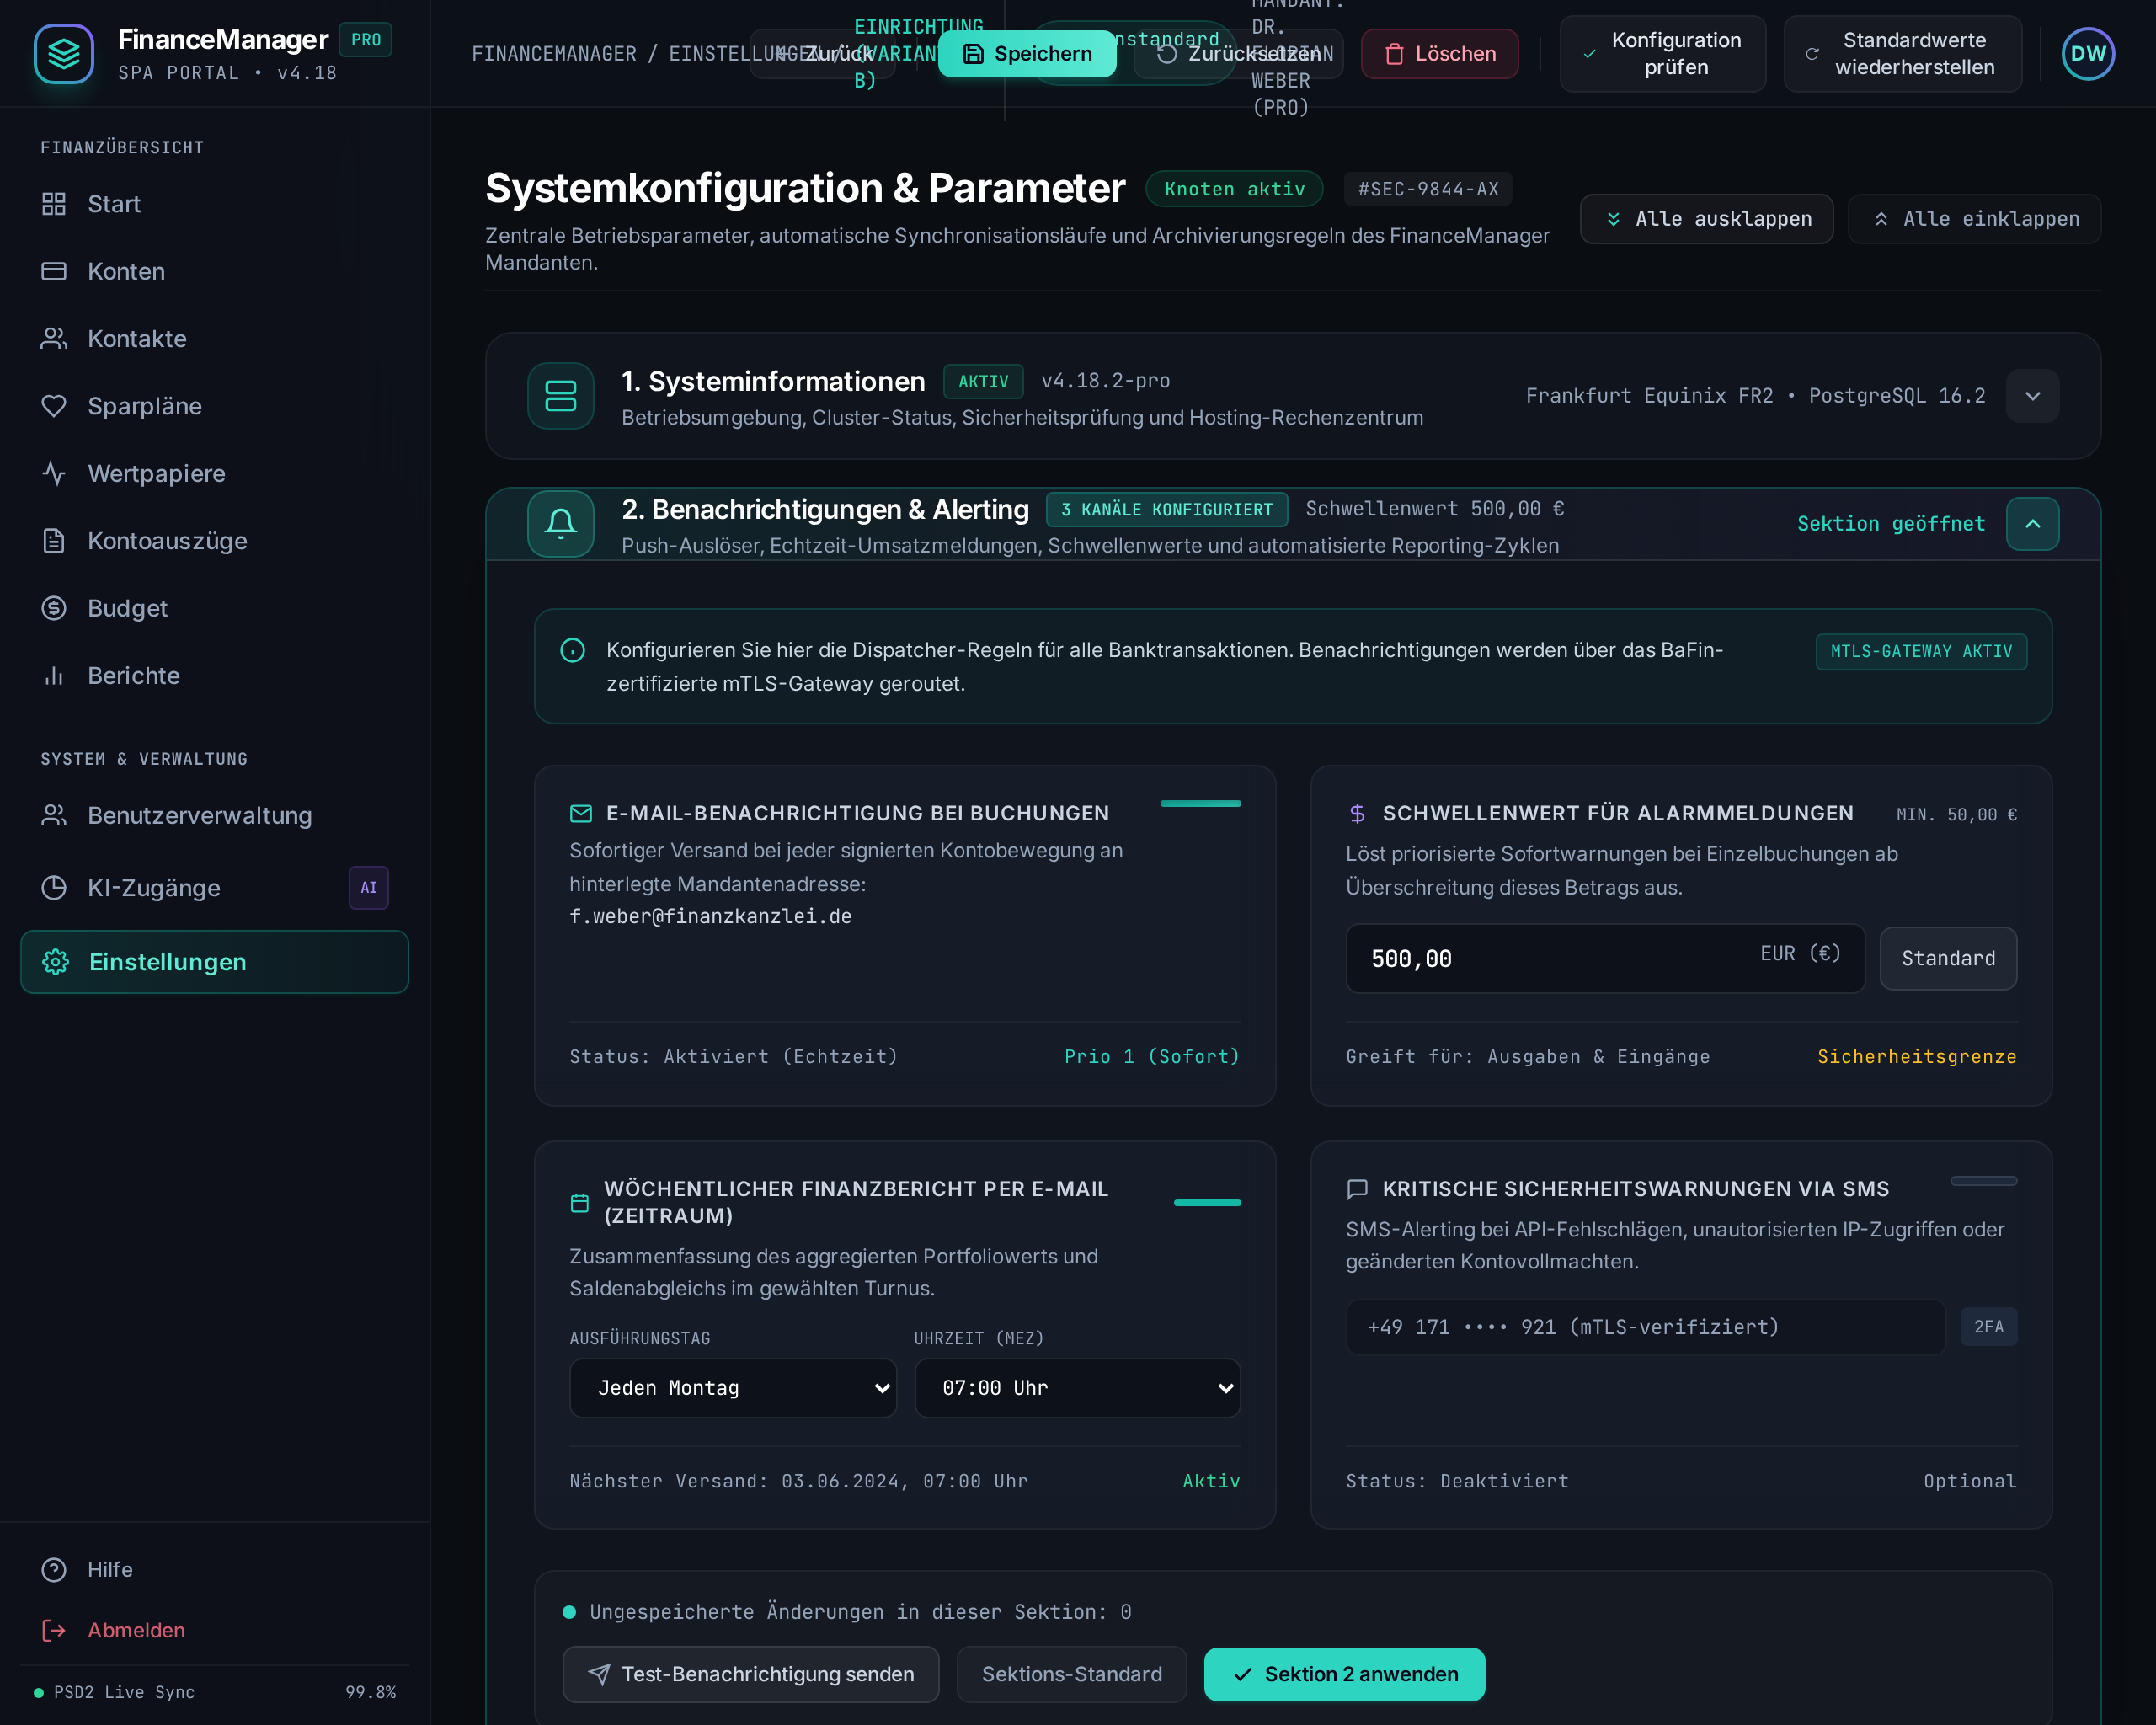 FinanceManager PRO
SPA PORTAL • v4.18
FINANZÜBERSICHT
Start
Konten
Kontakte
Sparpläne
Wertpapiere
Kontoauszüge
Budget
Berichte
SYSTEM & VERWALTUNG
Benutzerverwaltung
KI-Zugänge AI
Einstellungen
Hilfe
Abmelden
PSD2 Live Sync 99.8%
FINANCEMANAGER / EINSTELLUNGEN /
EINRICHTUNG
(VARIANTE
B)
Zurück
Speichern
nstandard
MANDANT:
DR.
FLORIAN
WEBER
(PRO)
Zurücksetzen
Löschen
Konfiguration
prüfen
Standardwerte
wiederherstellen
DW
Systemkonfiguration & Parameter Knoten aktiv #SEC-9844-AX
Zentrale Betriebsparameter, automatische Synchronisationsläufe und Archivierungsregeln des FinanceManager
Mandanten.
Alle ausklappen
Alle einklappen
1. Systeminformationen AKTIV v4.18.2-pro
Betriebsumgebung, Cluster-Status, Sicherheitsprüfung und Hosting-Rechenzentrum
Frankfurt Equinix FR2 • PostgreSQL 16.2
2. Benachrichtigungen & Alerting 3 KANÄLE KONFIGURIERT Schwellenwert 500,00 €
Push-Auslöser, Echtzeit-Umsatzmeldungen, Schwellenwerte und automatisierte Reporting-Zyklen
Sektion geöffnet
Konfigurieren Sie hier die Dispatcher-Regeln für alle Banktransaktionen. Benachrichtigungen werden über das BaFin-
zertifizierte mTLS-Gateway geroutet.
MTLS-GATEWAY AKTIV
E-MAIL-BENACHRICHTIGUNG BEI BUCHUNGEN
Sofortiger Versand bei jeder signierten Kontobewegung an
hinterlegte Mandantenadresse:
f.weber@finanzkanzlei.de
Status: Aktiviert (Echtzeit) Prio 1 (Sofort)
SCHWELLENWERT FÜR ALARMMELDUNGEN MIN. 50,00 €
Löst priorisierte Sofortwarnungen bei Einzelbuchungen ab
Überschreitung dieses Betrags aus.
500,00 EUR (€) Standard
Greift für: Ausgaben & Eingänge Sicherheitsgrenze
WÖCHENTLICHER FINANZBERICHT PER E-MAIL
(ZEITRAUM)
Zusammenfassung des aggregierten Portfoliowerts und
Saldenabgleichs im gewählten Turnus.
AUSFÜHRUNGSTAG UHRZEIT (MEZ)
Jeden Montag 07:00 Uhr
Nächster Versand: 03.06.2024, 07:00 Uhr Aktiv
KRITISCHE SICHERHEITSWARNUNGEN VIA SMS
SMS-Alerting bei API-Fehlschlägen, unautorisierten IP-Zugriffen oder
geänderten Kontovollmachten.
+49 171 •••• 921 (mTLS-verifiziert) 2FA
Status: Deaktiviert Optional
Ungespeicherte Änderungen in dieser Sektion: 0
Test-Benachrichtigung senden
Sektions-Standard
Sektion 2 anwenden